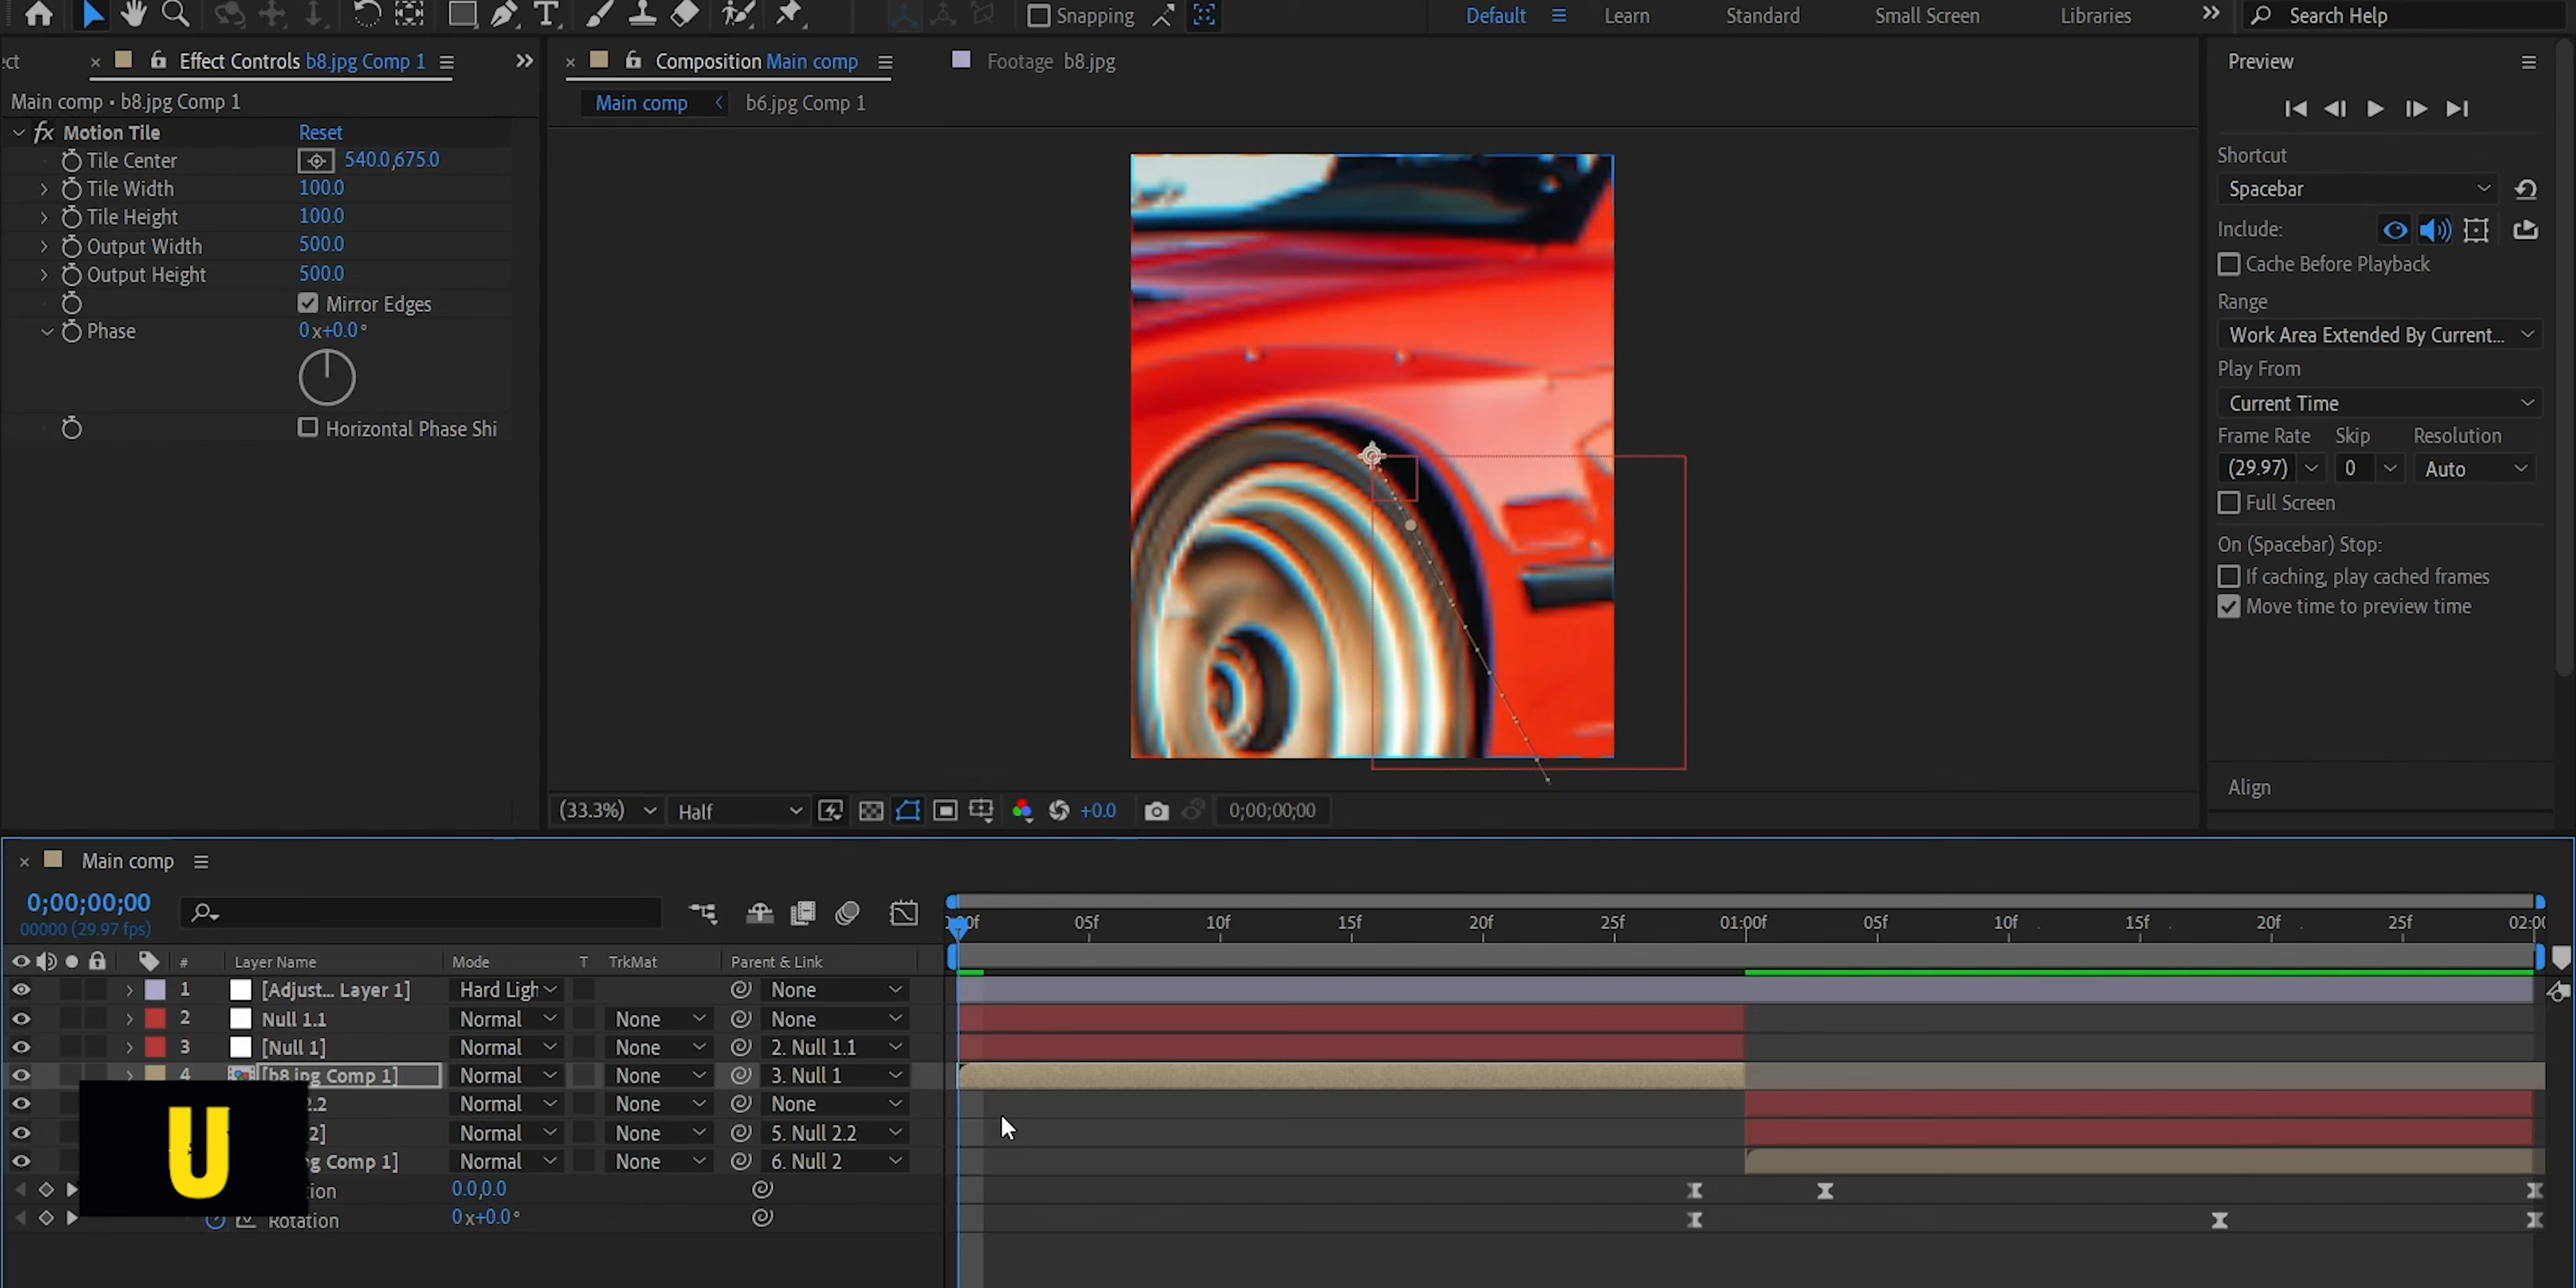 Snapping
Default
Learn
Standard
Small Screen
Libraries
Search Help
ct
Effect Controls b8.jpg Comp 1
Composition Main comp
Footage b8.jpg
Preview
Main comp • b8.jpg Comp 1
Main comp
b6.jpg Comp 1
fx Motion Tile Reset
Tile Center 540.0,675.0
Tile Width 100.0
Tile Height 100.0
Output Width 500.0
Output Height 500.0
Mirror Edges
Phase 0x+0.0°
Horizontal Phase Shi
Shortcut
Spacebar
Include:
Cache Before Playback
Range
Work Area Extended By Current...
Play From
Current Time
Frame Rate Skip Resolution
(29.97) 0 Auto
Full Screen
On (Spacebar) Stop:
If caching, play cached frames
Move time to preview time
Align
(33.3%) Half +0.0 0;00;00;00
Main comp
0;00;00;00
00000 (29.97 fps)
:00f 05f 10f 15f 20f 25f 01:00f 05f 10f 15f 20f 25f 02:00
# Layer Name Mode T TrkMat Parent & Link
1 [Adjust... Layer 1] Hard Ligh None
2 Null 1.1 Normal None None
3 [Null 1] Normal None 2. Null 1.1
4 [b8.jpg Comp 1] Normal None 3. Null 1
2.2 Normal None None
2] Normal None 5. Null 2.2
g Comp 1] Normal None 6. Null 2
tion 0.0,0.0
Rotation 0x+0.0°
U